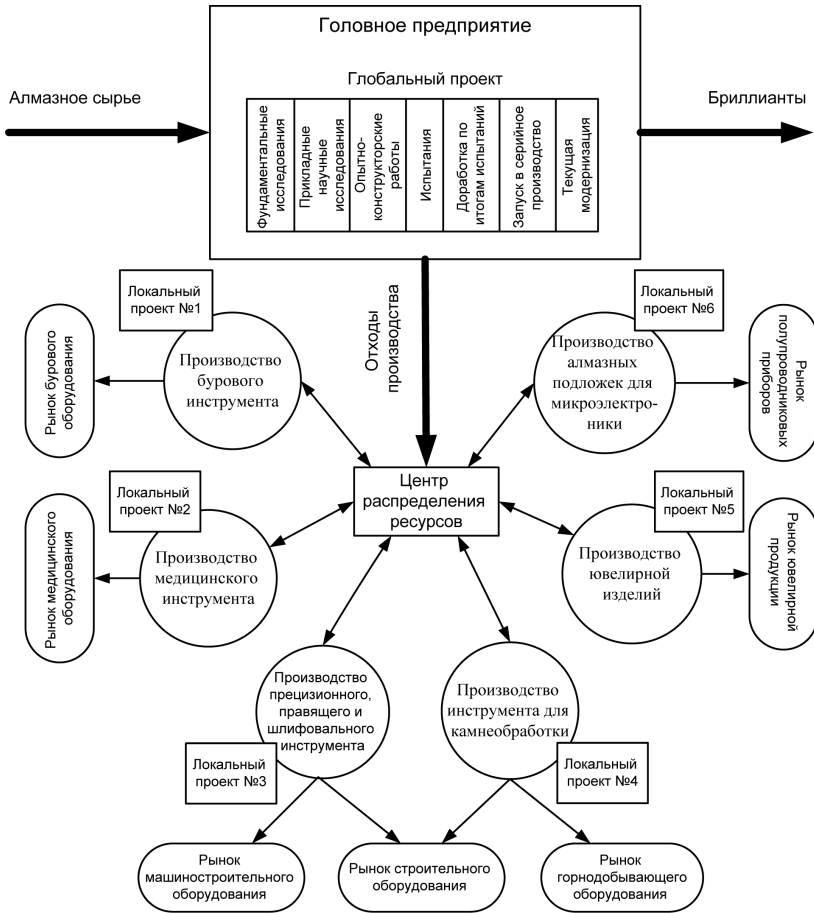 Головное предприятие
Глобальный проект
Алмазное сырье
Бриллианты
Фундаментальные
исследования
Прикладные
научные
исследования
Опытно-
конструкторские
работы
Испытания
Доработка по
итогам испытаний
Запуск в серийное
производство
Текущая
модернизация
Отходы
производства
Локальный
проект №1
Производство
бурового
инструмента
Рынок бурового
оборудования
Локальный
проект №6
Производство
алмазных
подложек для
микроэлектро-
ники
Рынок
полупроводниковых
приборов
Центр
распределения
ресурсов
Локальный
проект №2
Производство
медицинского
инструмента
Рынок медицинского
оборудования
Локальный
проект №5
Производство
ювелирной
изделий
Рынок ювелирной
продукции
Производство
прецизионного,
правящего и
шлифовального
инструмента
Локальный
проект №3
Производство
инструмента для
камнеобработки
Локальный
проект №4
Рынок
машиностроительного
оборудования
Рынок строительного
оборудования
Рынок
горнодобывающего
оборудования